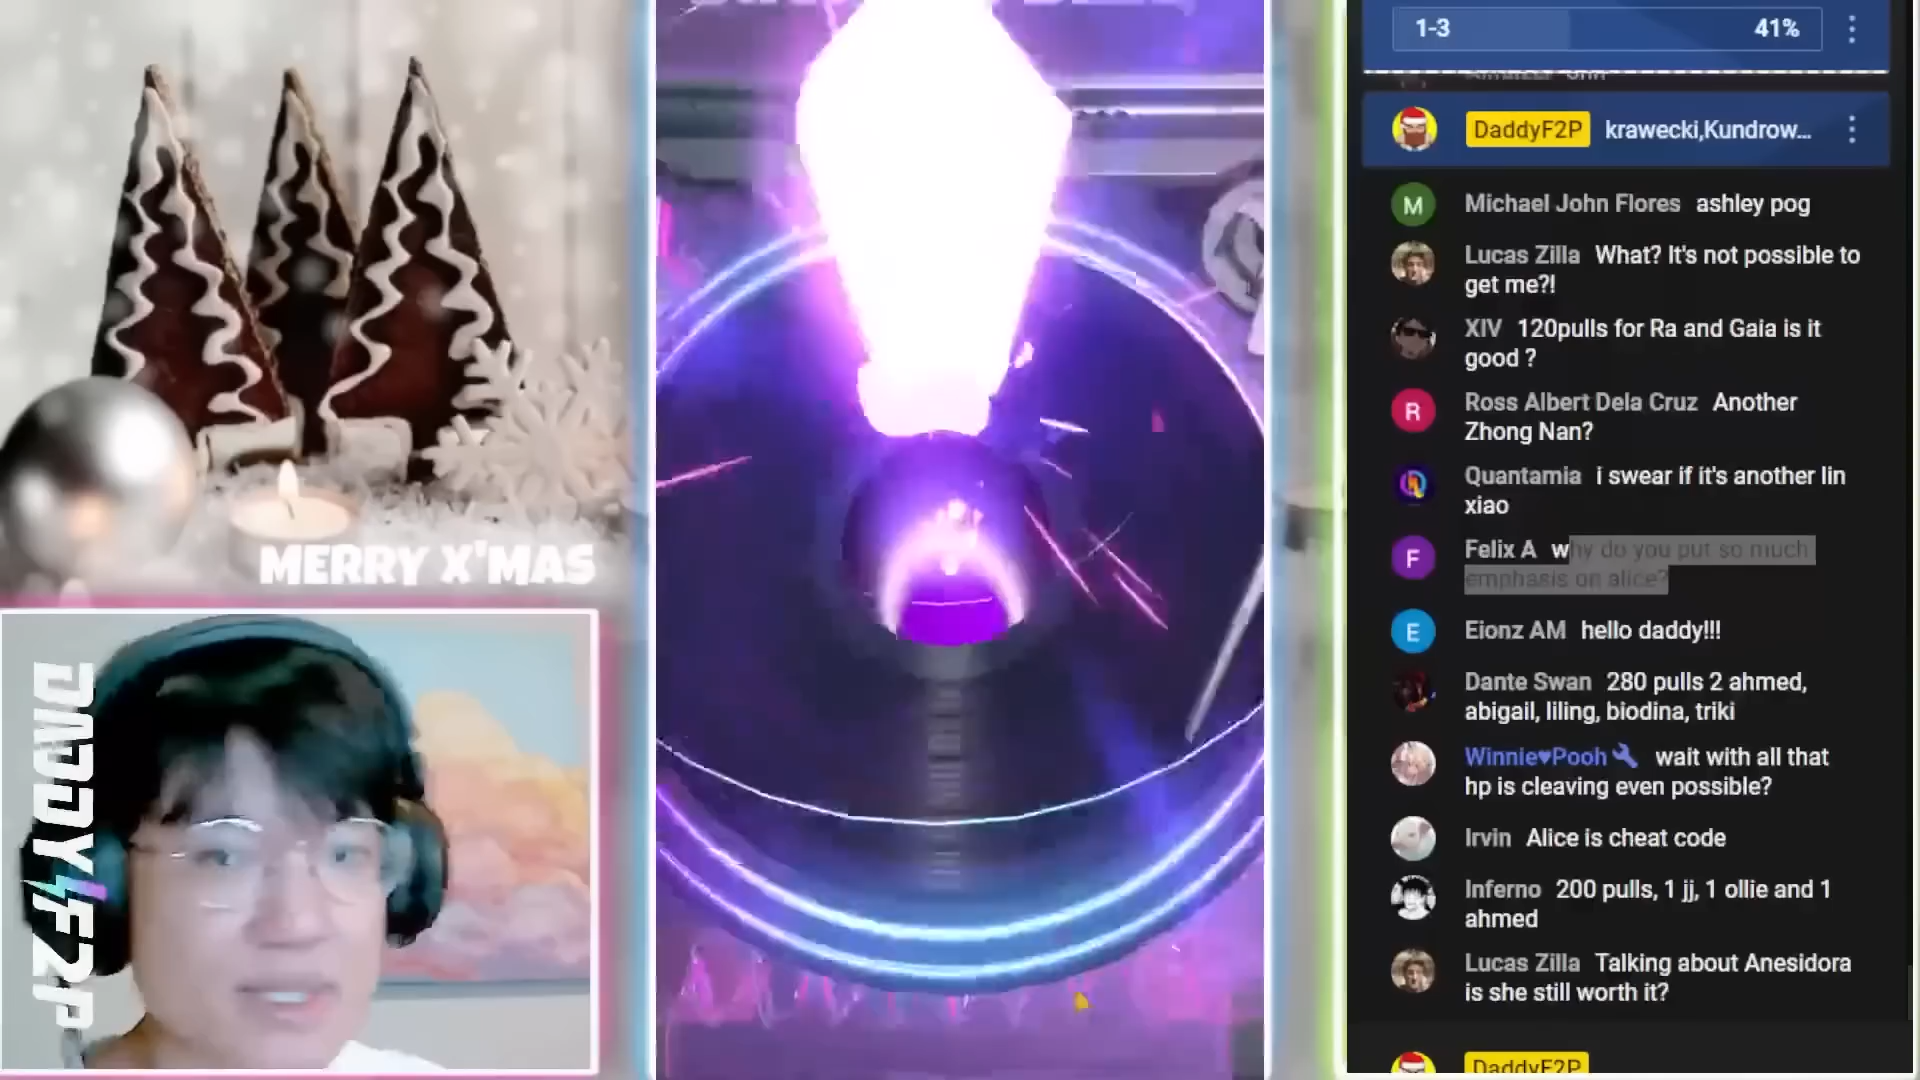 MERRY X'MAS
DADDY F2P
1-3 41%
DaddyF2P krawecki,Kundrow...
Michael John Flores ashley pog
Lucas Zilla What? It's not possible to
get me?!
XIV 120pulls for Ra and Gaia is it
good ?
Ross Albert Dela Cruz Another
Zhong Nan?
Quantamia i swear if it's another lin
xiao
Felix A why do you put so much
emphasis on alice?
Eionz AM hello daddy!!!
Dante Swan 280 pulls 2 ahmed,
abigail, liling, biodina, triki
Winnie♥Pooh wait with all that
hp is cleaving even possible?
Irvin Alice is cheat code
Inferno 200 pulls, 1 jj, 1 ollie and 1
ahmed
Lucas Zilla Talking about Anesidora
is she still worth it?
DaddyF2P